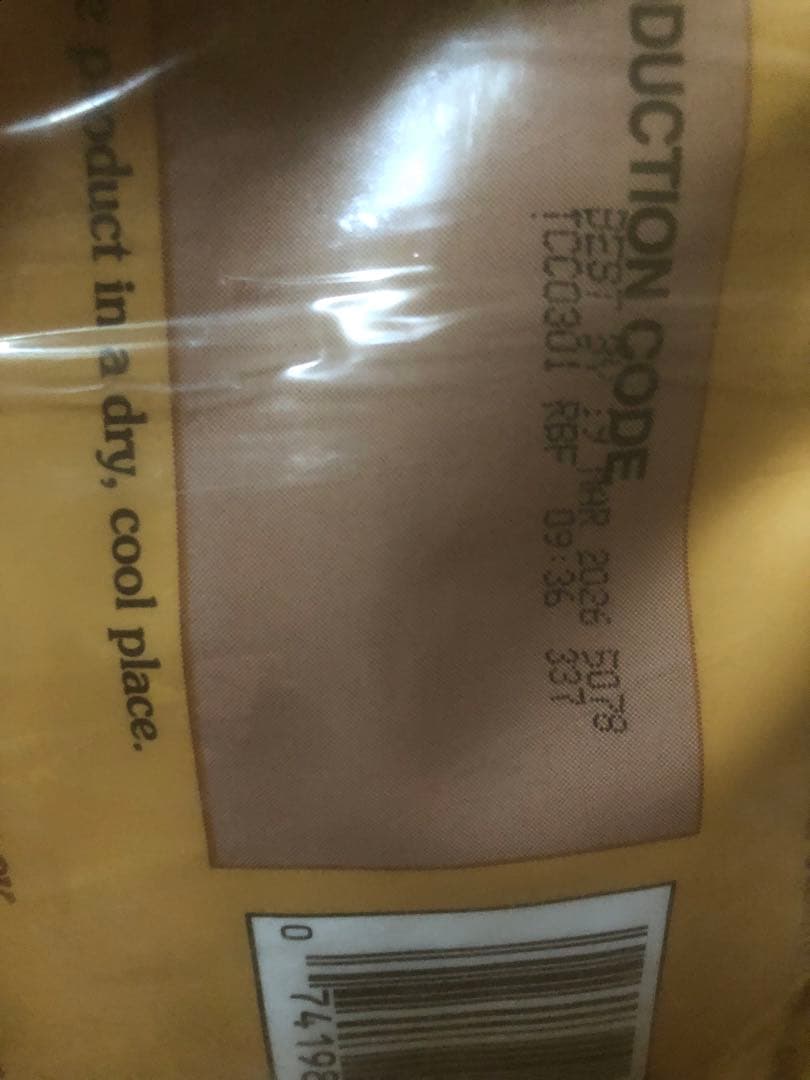 DUCTION CODE
BEST BY MAR 2026 5078
TCC0301 RBF 09:36 337
product in a dry, cool place.
0 74198